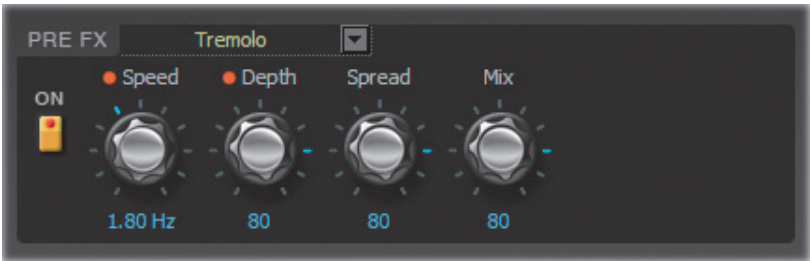 PRE FX Tremolo
Speed Depth Spread Mix
ON
1.80 Hz 80 80 80